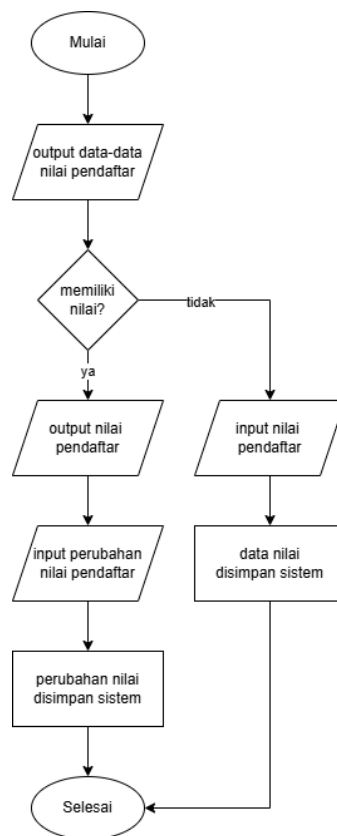 Mulai
output data-data
nilai pendaftar
memiliki
nilai?
tidak
ya
output nilai
pendaftar
input nilai
pendaftar
input perubahan
nilai pendaftar
data nilai
disimpan sistem
perubahan nilai
disimpan sistem
Selesai